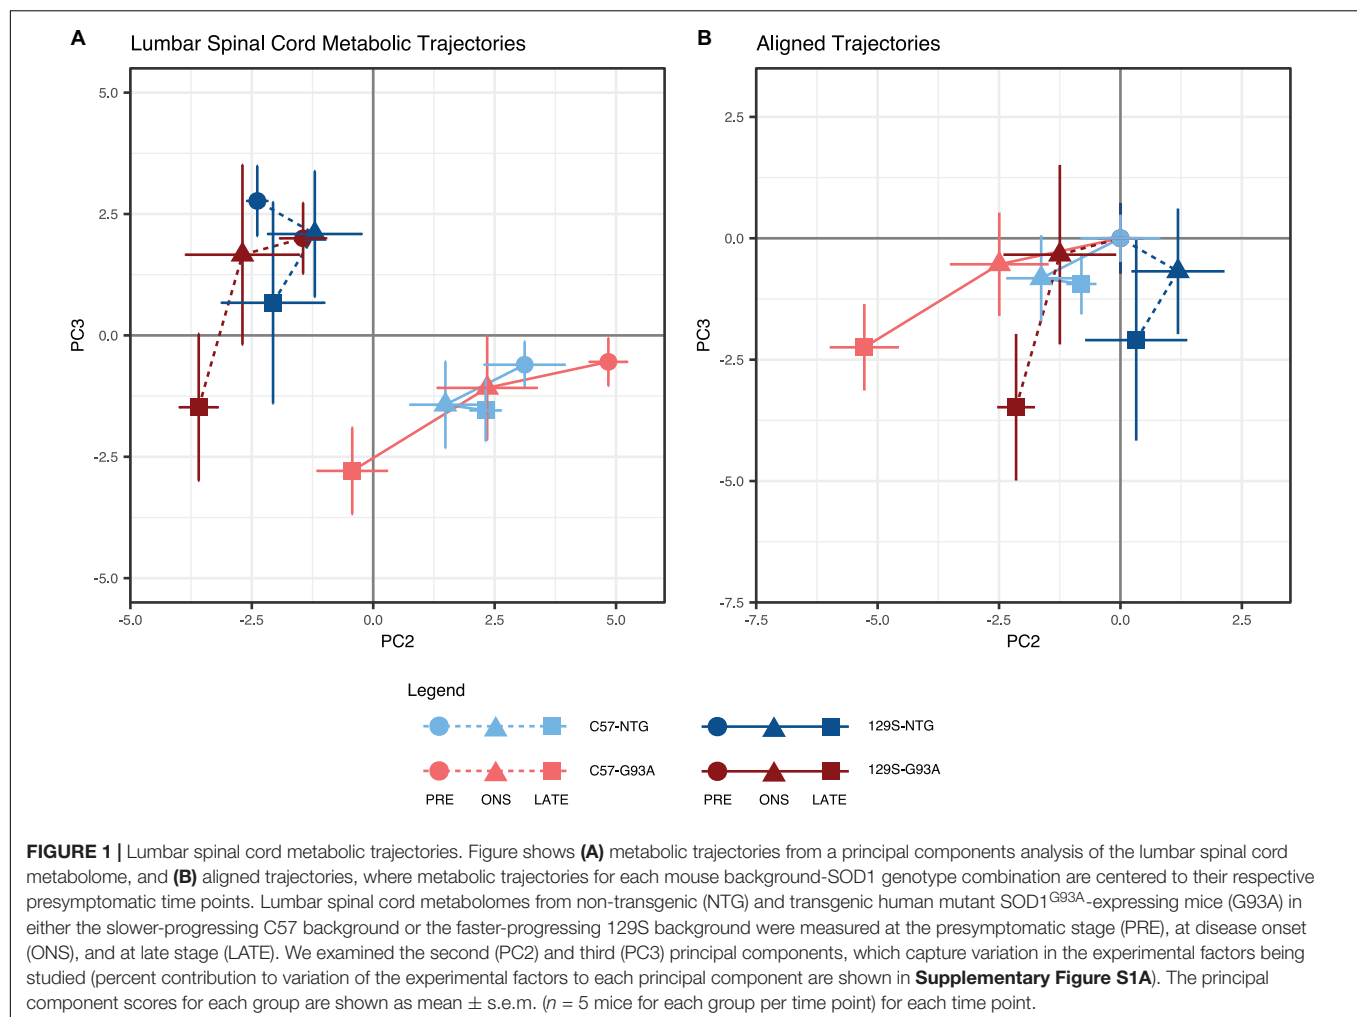 A
Lumbar Spinal Cord Metabolic Trajectories
5.0
2.5
0.0
-2.5
-5.0
PC3
-5.0
-2.5
0.0
2.5
5.0
PC2
B
Aligned Trajectories
2.5
0.0
-2.5
-5.0
-7.5
PC3
-7.5
-5.0
-2.5
0.0
2.5
PC2
Legend
C57-NTG
129S-NTG
C57-G93A
129S-G93A
PRE ONS LATE PRE ONS LATE
FIGURE 1 | Lumbar spinal cord metabolic trajectories. Figure shows (A) metabolic trajectories from a principal components analysis of the lumbar spinal cord
metabolome, and (B) aligned trajectories, where metabolic trajectories for each mouse background-SOD1 genotype combination are centered to their respective
presymptomatic time points. Lumbar spinal cord metabolomes from non-transgenic (NTG) and transgenic human mutant SOD1G93A-expressing mice (G93A) in
either the slower-progressing C57 background or the faster-progressing 129S background were measured at the presymptomatic stage (PRE), at disease onset
(ONS), and at late stage (LATE). We examined the second (PC2) and third (PC3) principal components, which capture variation in the experimental factors being
studied (percent contribution to variation of the experimental factors to each principal component are shown in Supplementary Figure S1A). The principal
component scores for each group are shown as mean ± s.e.m. (n = 5 mice for each group per time point) for each time point.